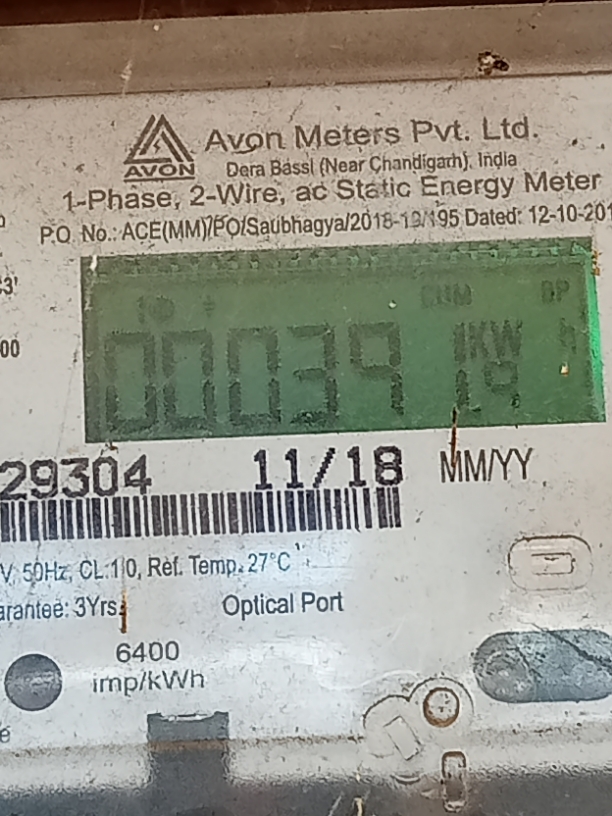 AVON
Avon Meters Pvt. Ltd.
Dera Bassi (Near Chandigarh), India
1-Phase, 2-Wire, ac Static Energy Meter
P.O. No.: ACE(MM)/PO/Saubhagya/2018-19/195 Dated: 12-10-201
00
CUM
00039
KW
h
29304 11/18 MM/YY
V, 50Hz, CL:1.0, Ref. Temp. 27°C
arantee: 3Yrs. Optical Port
6400
imp/kWh